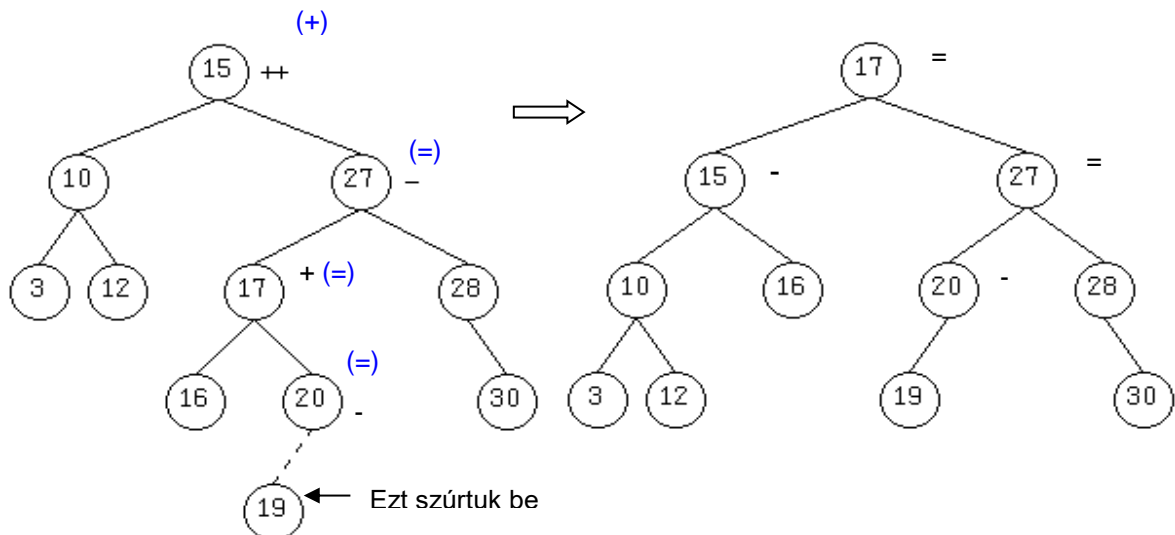 (+)
15 ++ 17 =
10 (=) 27 – 15 - 27 =
3 12 17 + (=) 28 10 16 20 - 28
16 (=) 20 - 30 3 12 19 30
19 Ezt szúrtuk be